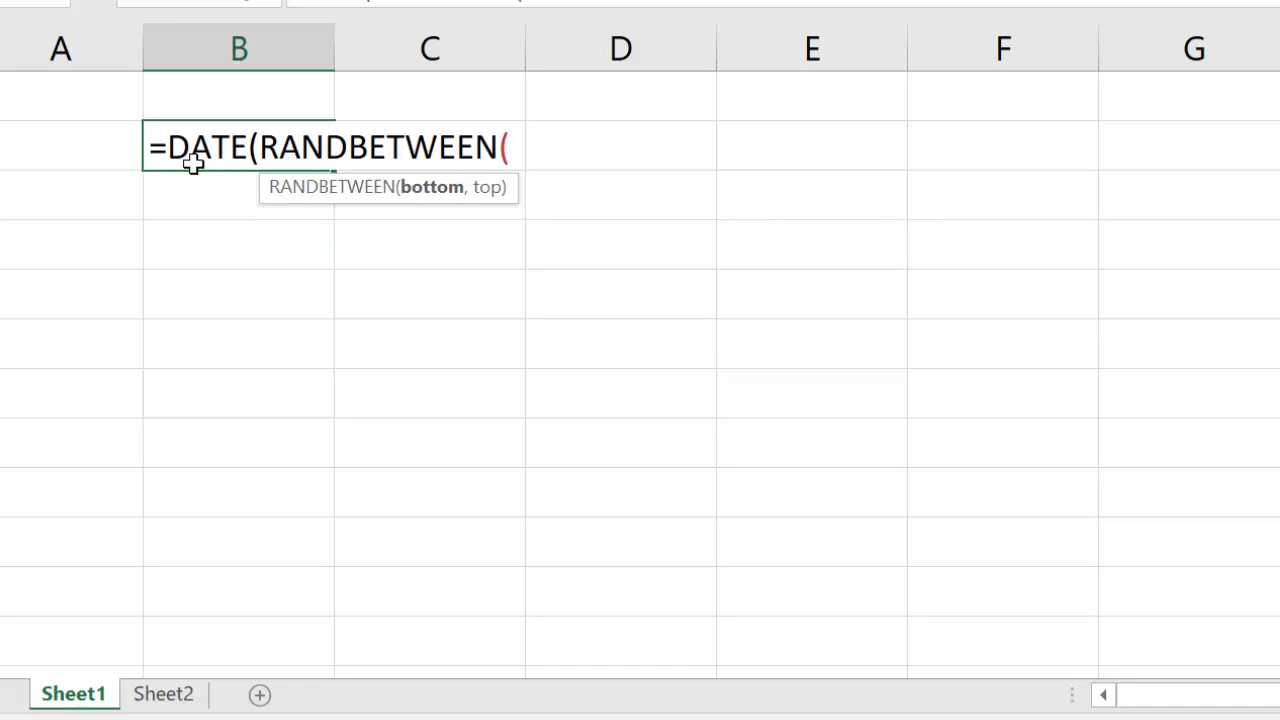 A B C D E F G
=DATE(RANDBETWEEN(
RANDBETWEEN(bottom, top)
Sheet1 Sheet2